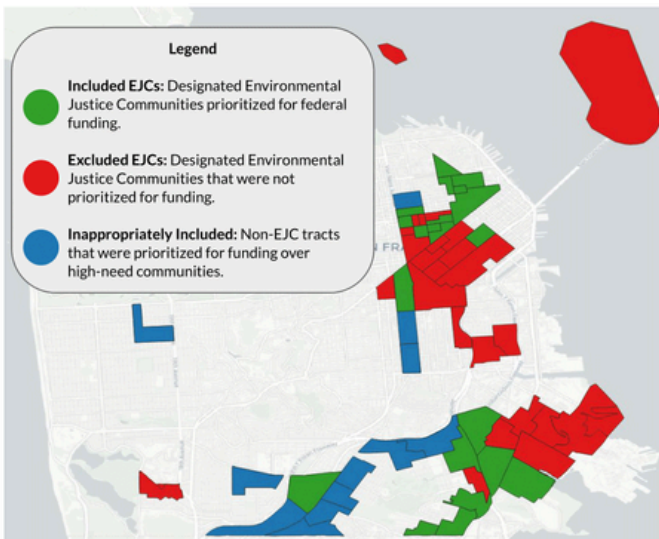 Legend
Included EJCs: Designated Environmental
Justice Communities prioritized for federal
funding.
Excluded EJCs: Designated Environmental
Justice Communities that were not
prioritized for funding.
Inappropriately Included: Non-EJC tracts
that were prioritized for funding over
high-need communities.
N FRA